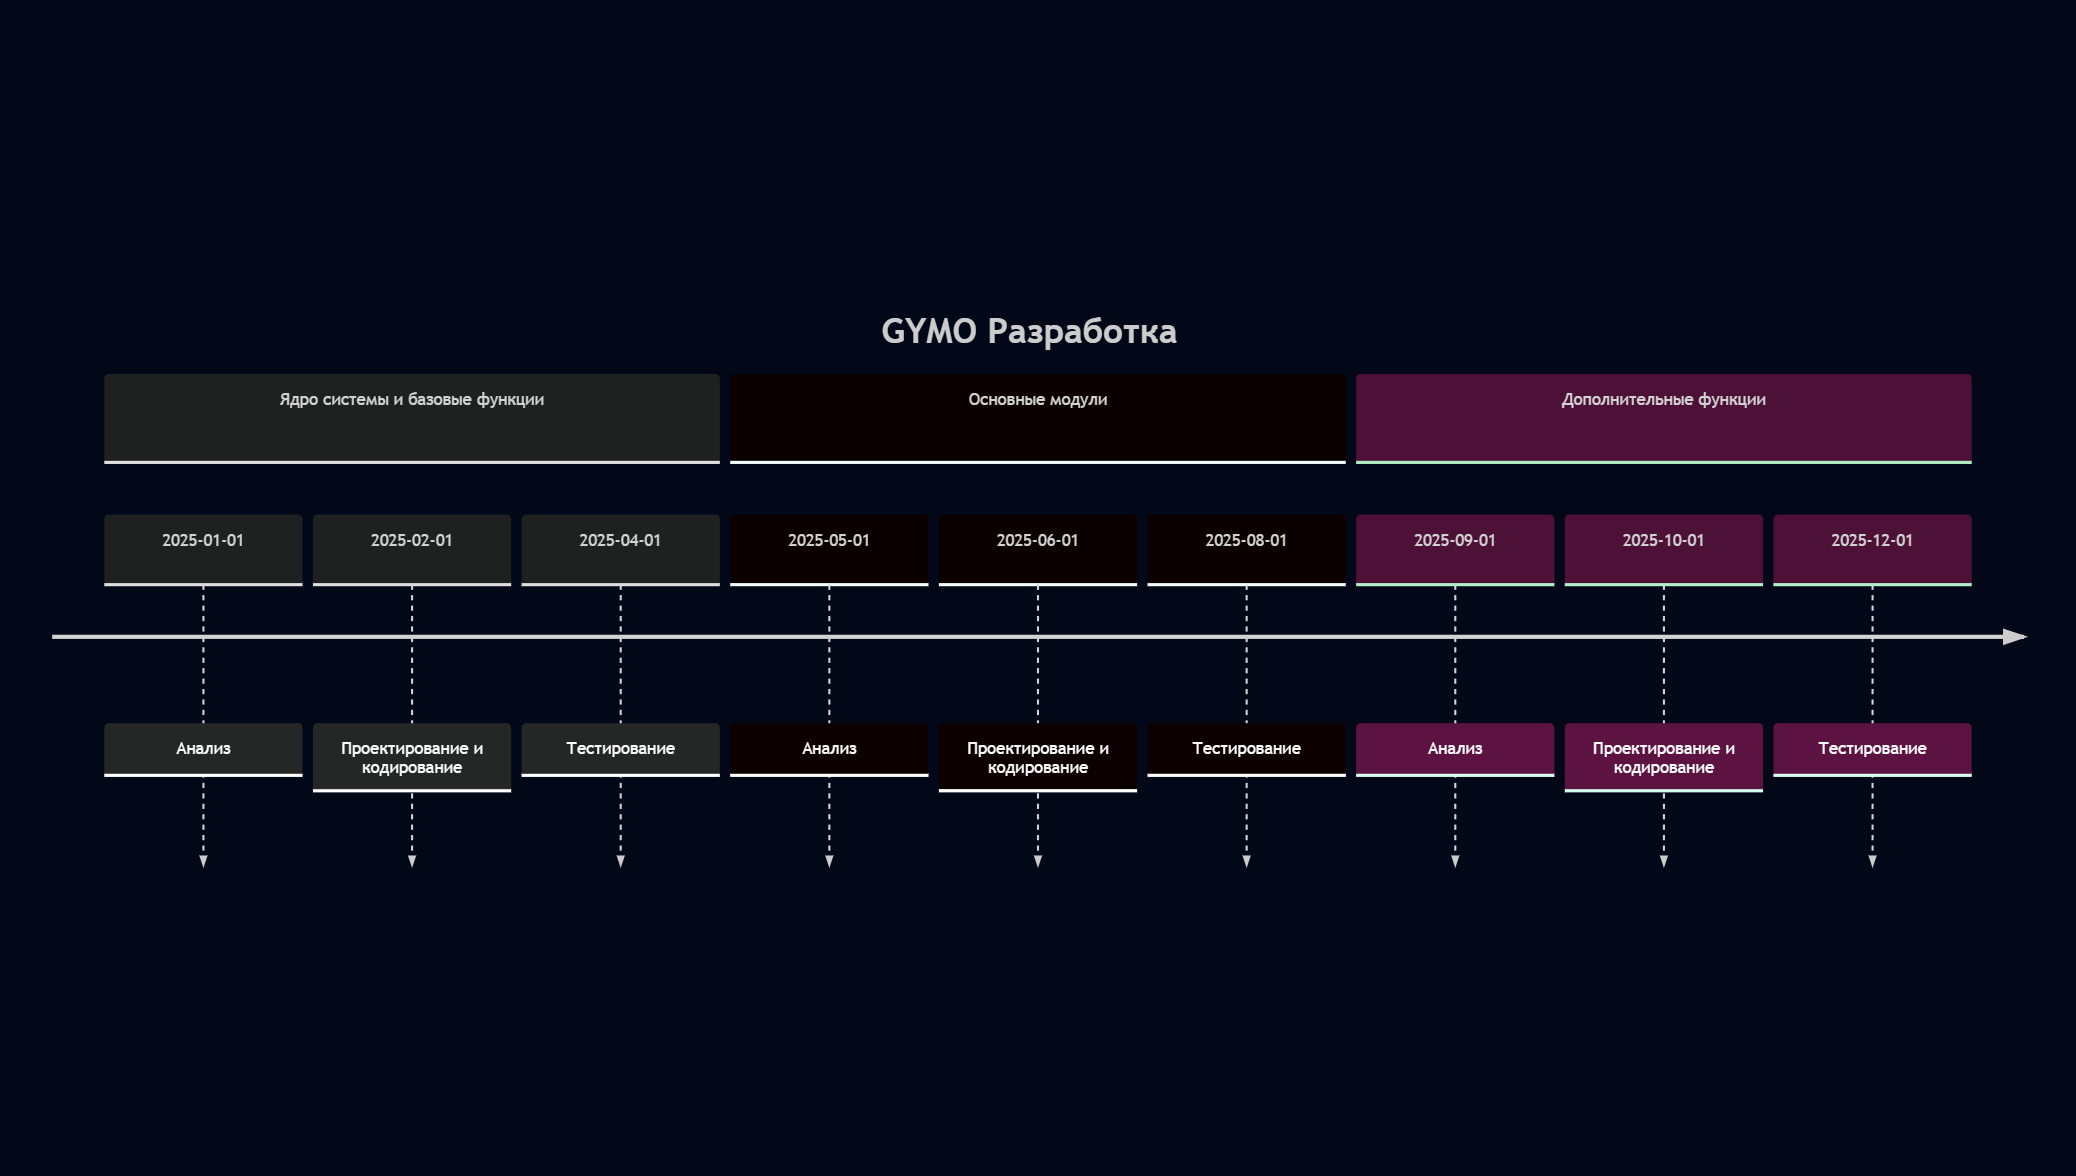 GYMO Разработка
Ядро системы и базовые функции
Основные модули
Дополнительные функции
2025-01-01
2025-02-01
2025-04-01
2025-05-01
2025-06-01
2025-08-01
2025-09-01
2025-10-01
2025-12-01
Анализ
Проектирование и
кодирование
Тестирование
Анализ
Проектирование и
кодирование
Тестирование
Анализ
Проектирование и
кодирование
Тестирование